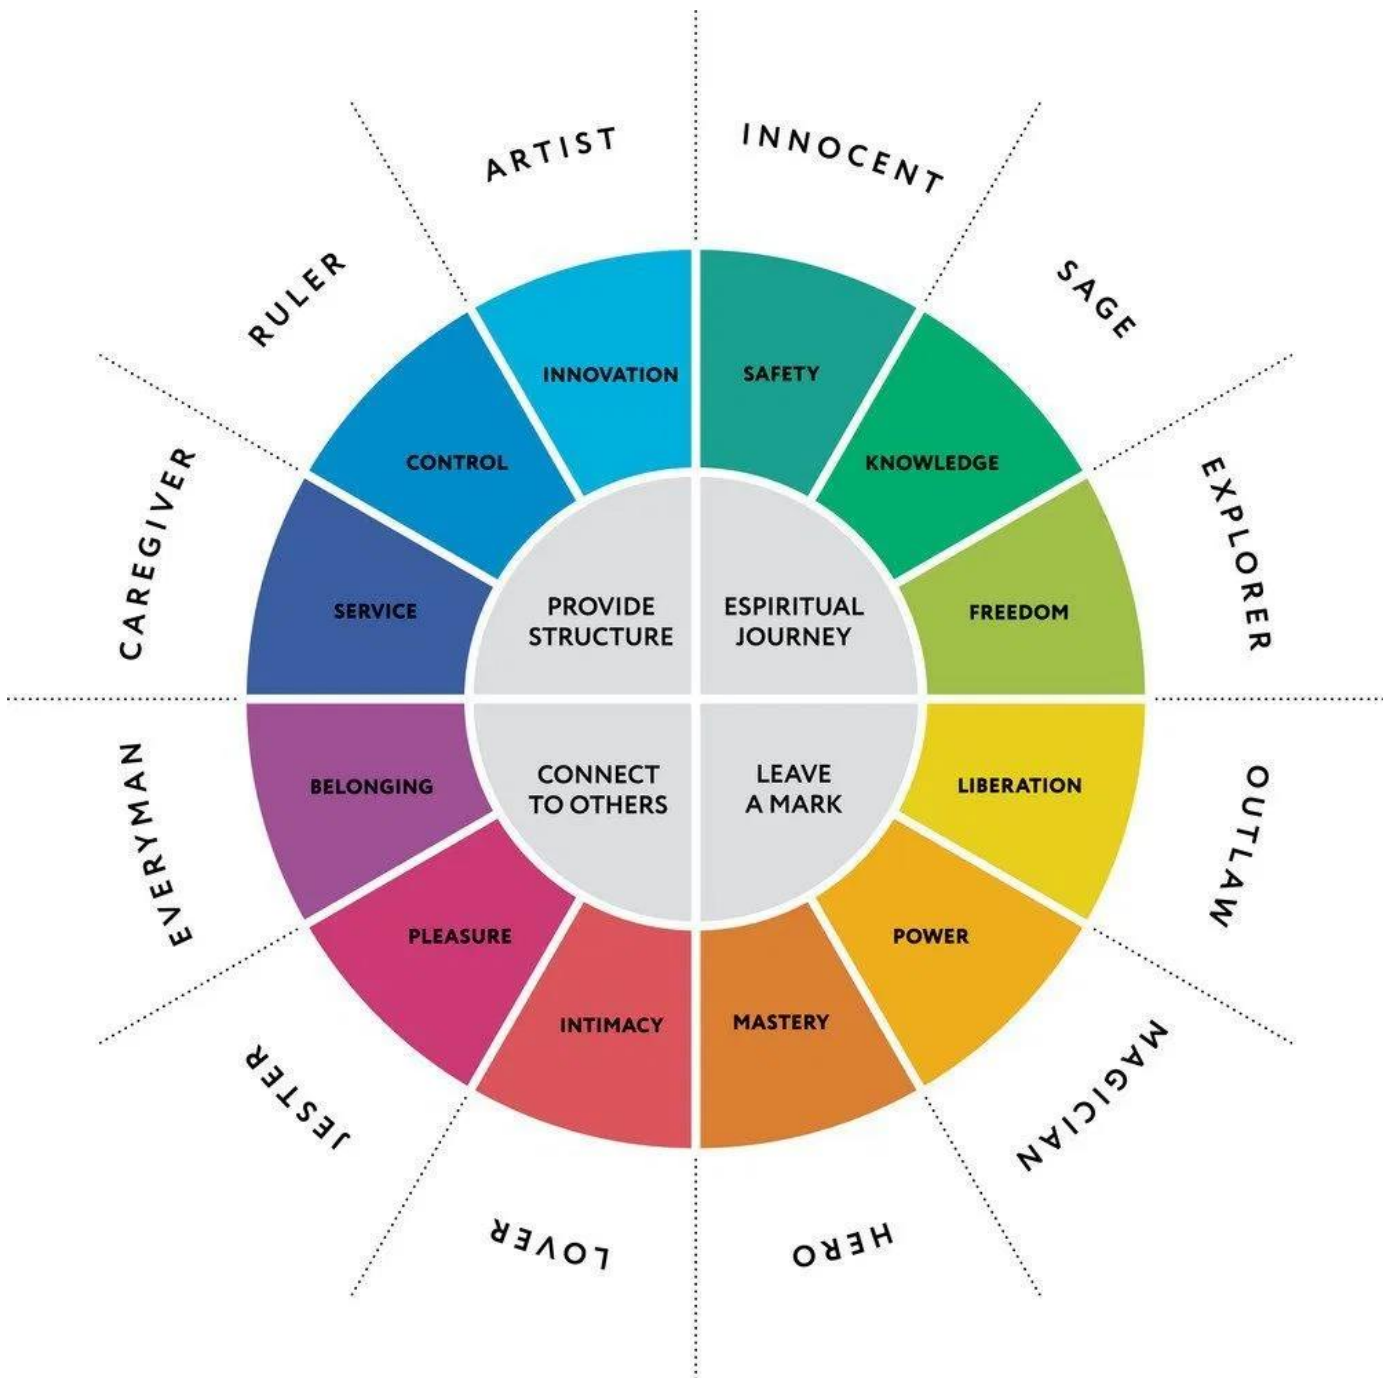 ARTIST
INNOCENT
RULER
SAGE
CAREGIVER
EXPLORER
EVERYMAN
OUTLAW
JESTER
MAGICIAN
LOVER
HERO
INNOVATION
SAFETY
CONTROL
KNOWLEDGE
SERVICE
FREEDOM
BELONGING
LIBERATION
PLEASURE
POWER
INTIMACY
MASTERY
PROVIDE
STRUCTURE
ESPIRITUAL
JOURNEY
CONNECT
TO OTHERS
LEAVE
A MARK